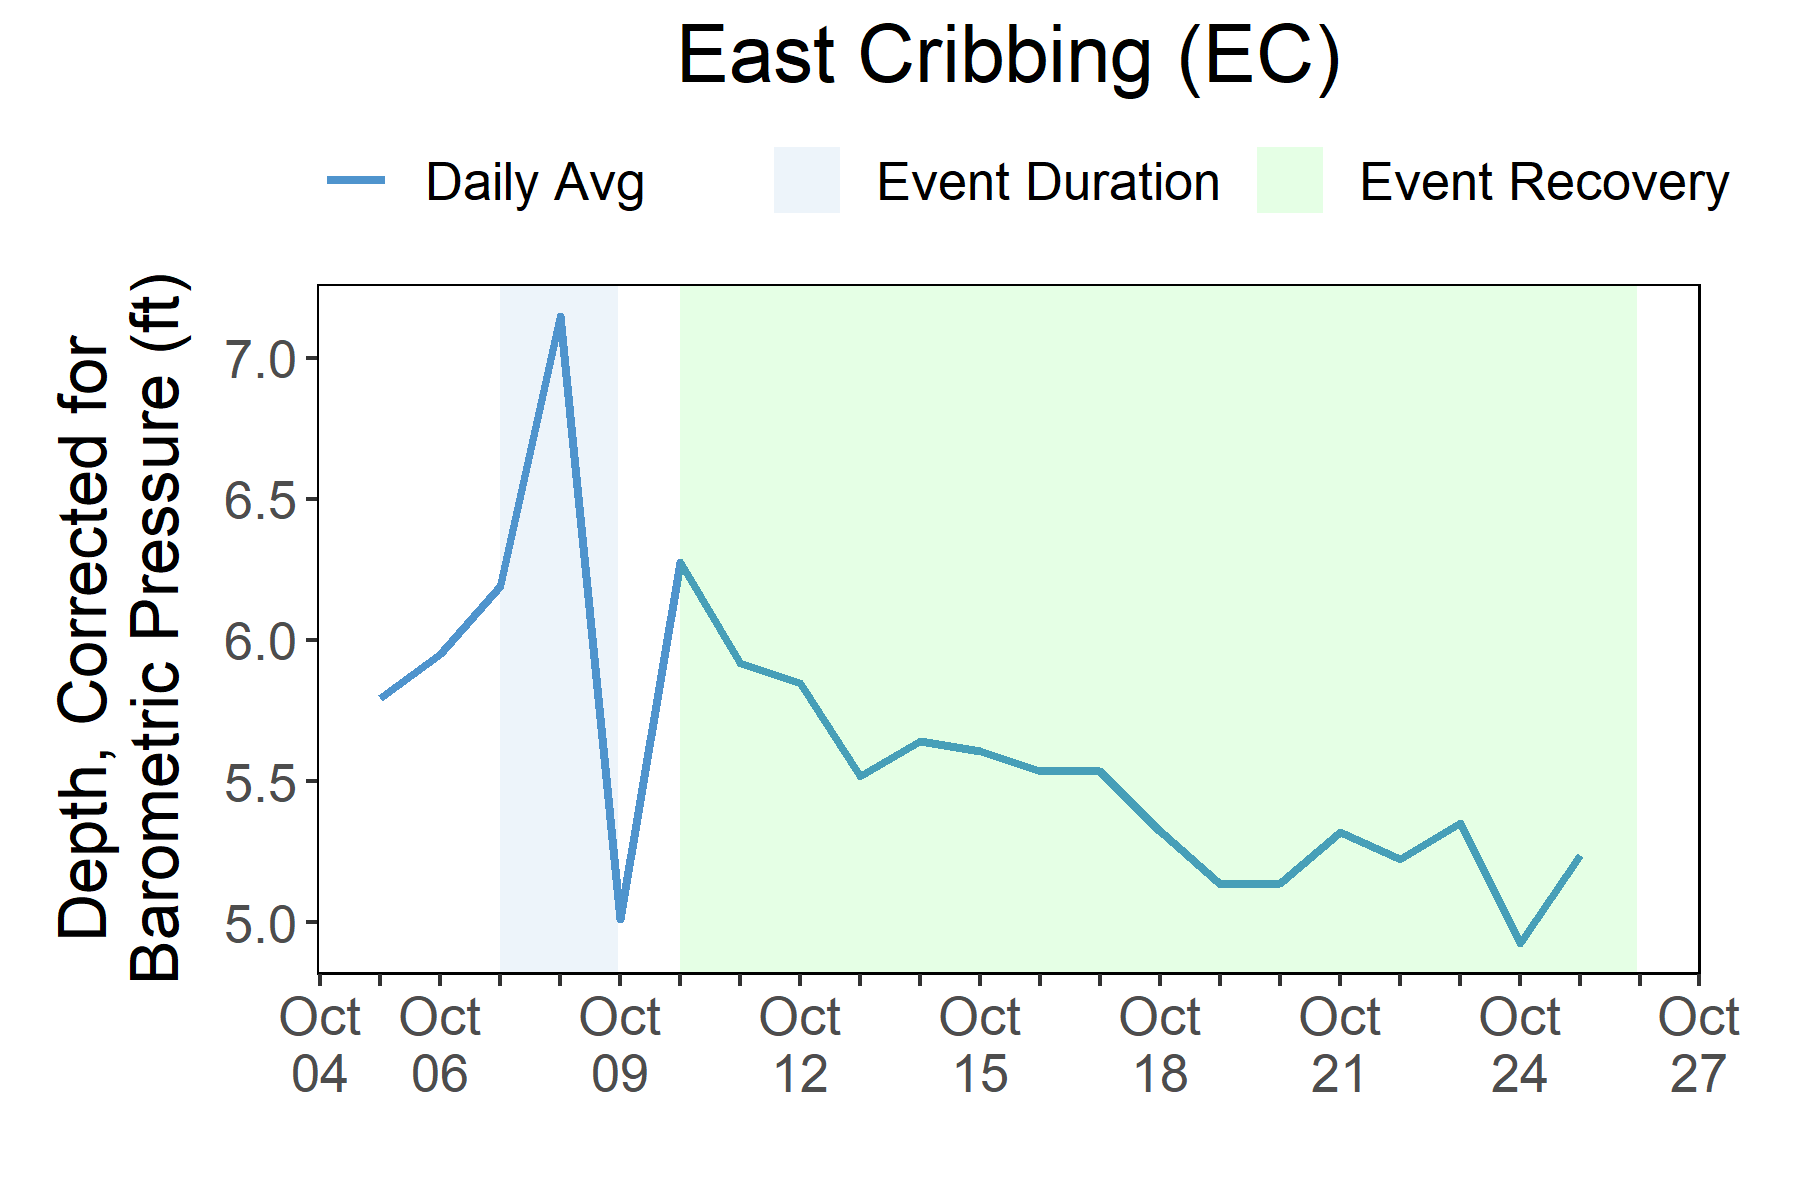 East Cribbing (EC)
Daily Avg Event Duration Event Recovery
Depth, Corrected for
Barometric Pressure (ft)
7.0
6.5
6.0
5.5
5.0
Oct Oct Oct Oct Oct Oct Oct Oct Oct
04 06 09 12 15 18 21 24 27